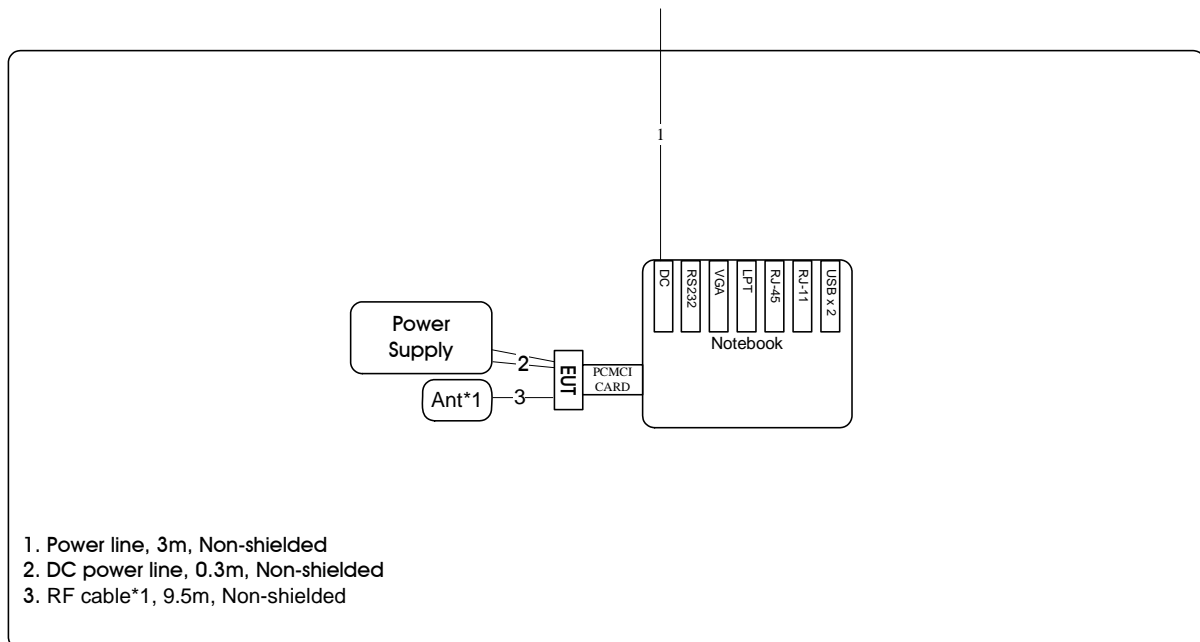 1
DC
RS232
VGA
LPT
RJ-45
RJ-11
USB x 2
Notebook
Power
Supply
2
EUT
PCMCI
CARD
Ant*1
3
1. Power line, 3m, Non-shielded
2. DC power line, 0.3m, Non-shielded
3. RF cable*1, 9.5m, Non-shielded